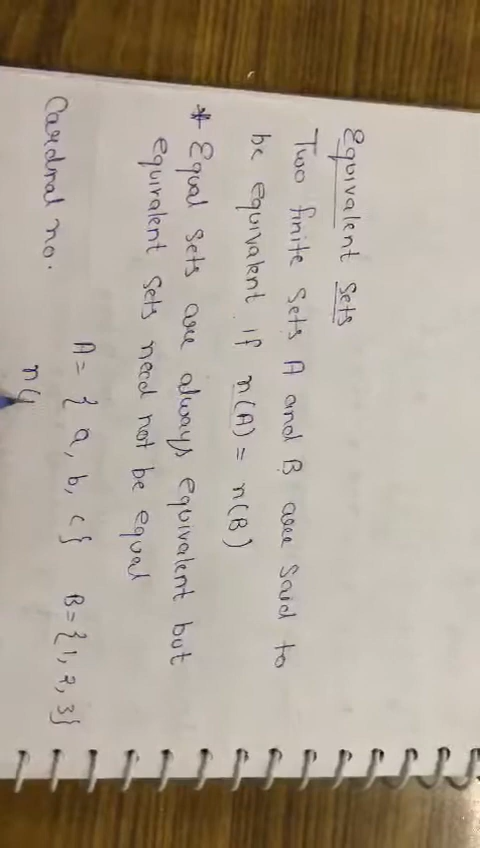 Equivalent Sets
Two finite sets A and B are said to
be equivalent if n(A) = n(B)
* Equal sets are always equivalent but
equivalent sets need not be equal
Cardinal no.
A = { a, b, c} B = {1, 2, 3}
n(